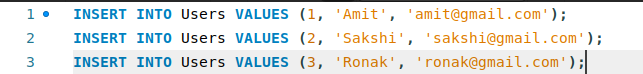 1 INSERT INTO Users VALUES (1, 'Amit', 'amit@gmail.com');
2 INSERT INTO Users VALUES (2, 'Sakshi', 'sakshi@gmail.com');
3 INSERT INTO Users VALUES (3, 'Ronak', 'ronak@gmail.com');